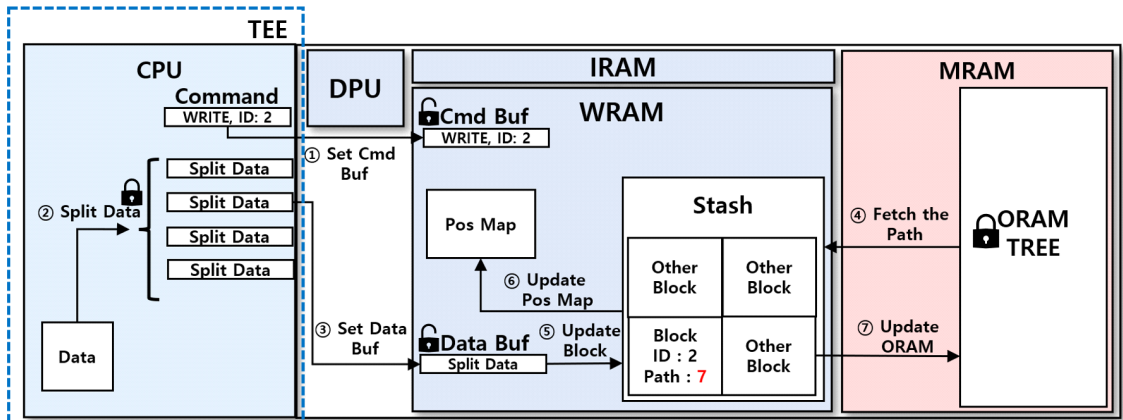 TEE
CPU
Command
WRITE, ID: 2
Split Data
Split Data
Split Data
Split Data
② Split Data
Data
DPU
① Set Cmd
Buf
③ Set Data
Buf
IRAM
WRAM
Cmd Buf
WRITE, ID: 2
Pos Map
⑥ Update
Pos Map
Data Buf
Split Data
⑤ Update
Block
Stash
Other
Block
Other
Block
Block
ID : 2
Path : 7
Other
Block
MRAM
④ Fetch the
Path
ORAM
TREE
⑦ Update
ORAM